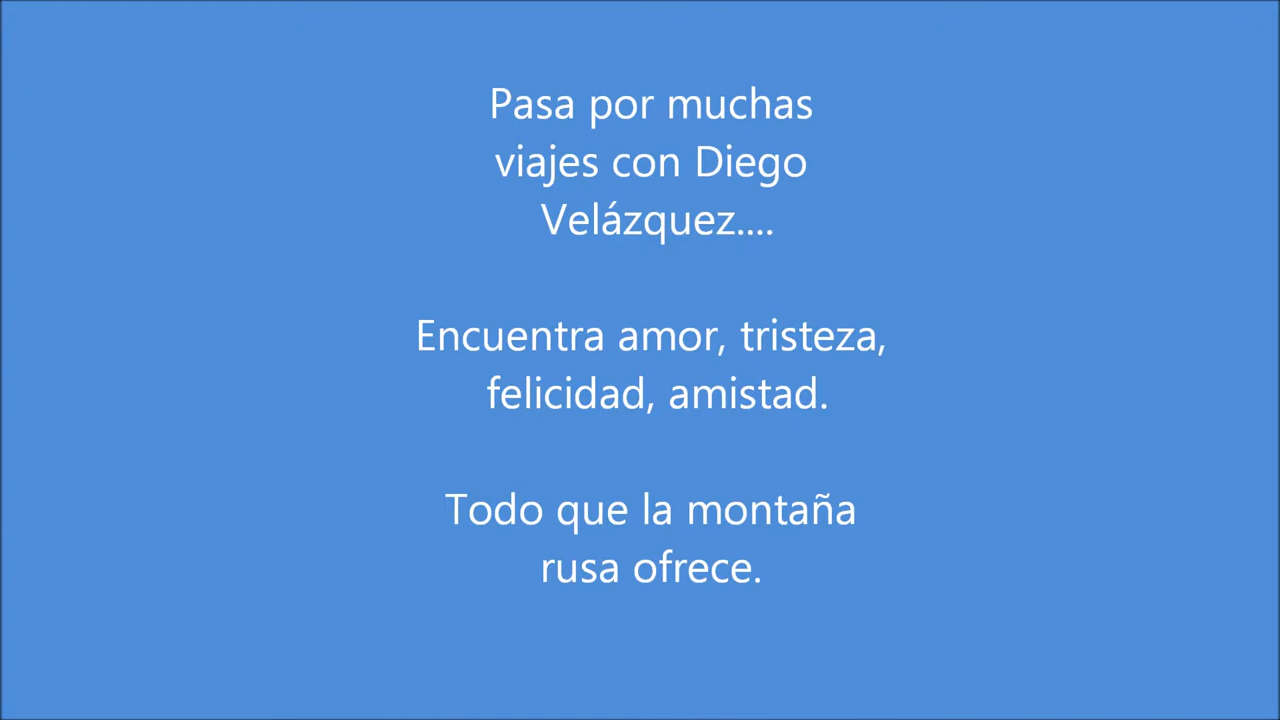 Pasa por muchas
viajes con Diego
Velázquez....
Encuentra amor, tristeza,
felicidad, amistad.
Todo que la montaña
rusa ofrece.